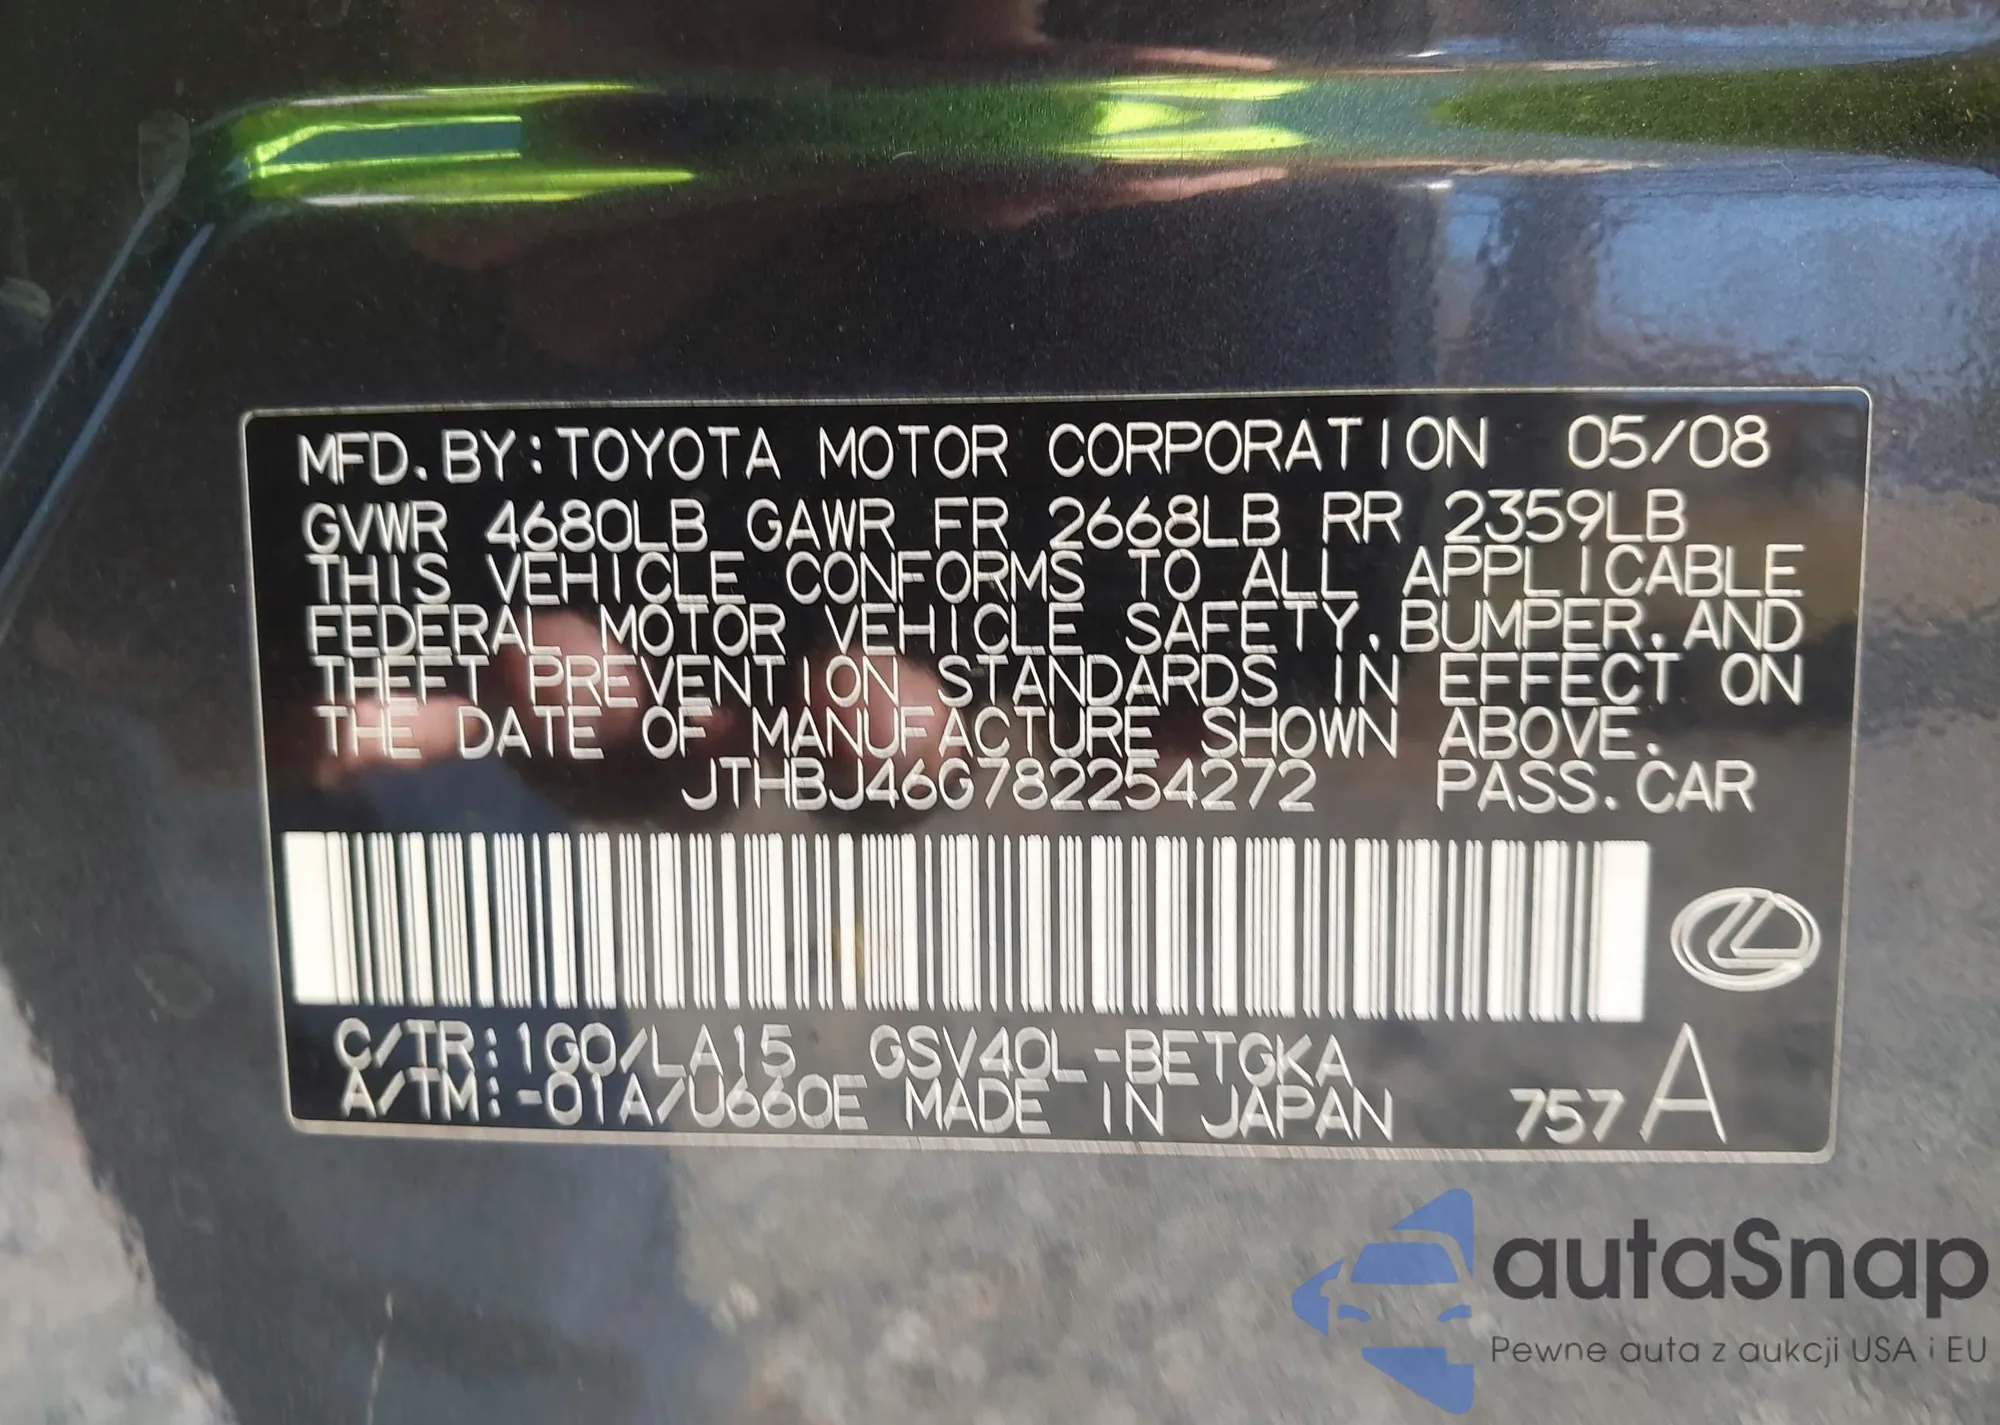 MFD. BY: TOYOTA MOTOR CORPORATION 05/08
GVWR 4680LB GAWR FR 2668LB RR 2359LB
THIS VEHICLE CONFORMS TO ALL APPLICABLE
FEDERAL MOTOR VEHICLE SAFETY, BUMPER, AND
THEFT PREVENTION STANDARDS IN EFFECT ON
THE DATE OF MANUFACTURE SHOWN ABOVE.
JTHBJ46G782254272 PASS. CAR
C/TR: 1G0/LA15 GSV40L-BETGKA
A/TM: -01A/U660E MADE IN JAPAN 757 A
autaSnap
Pewne auta z aukcji USA i EU